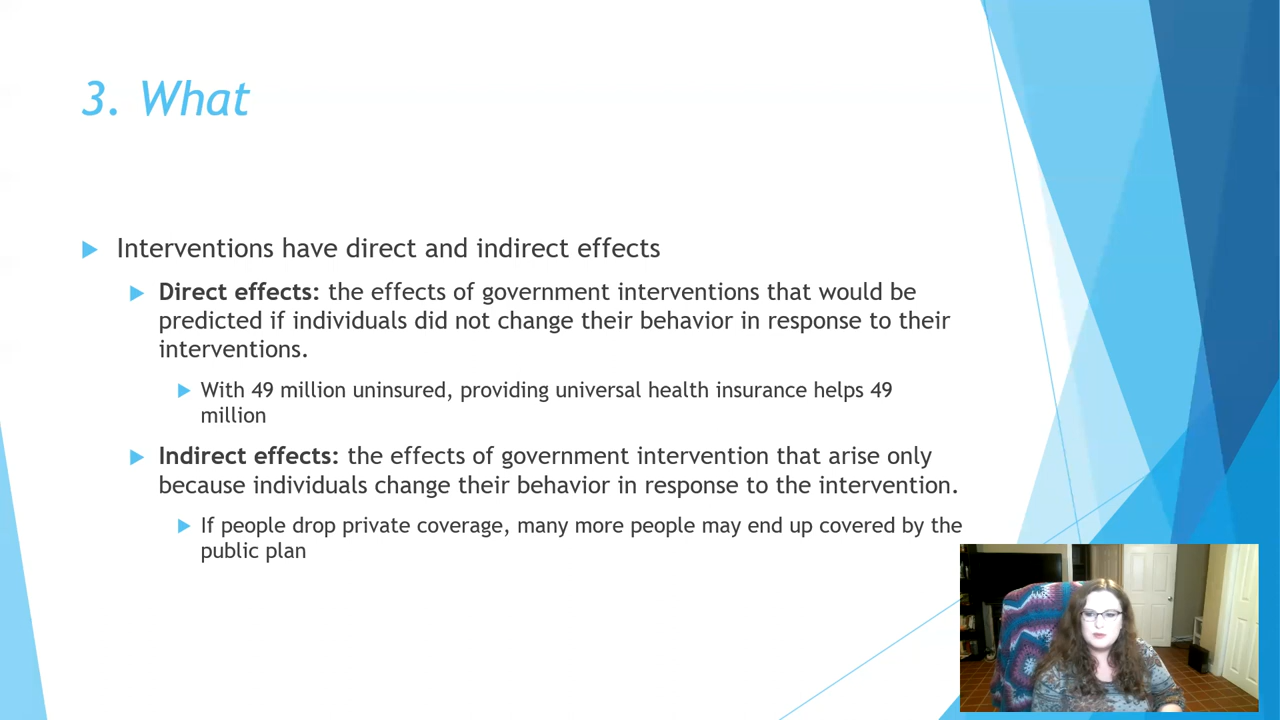 3. What
Interventions have direct and indirect effects
Direct effects: the effects of government interventions that would be
predicted if individuals did not change their behavior in response to their
interventions.
With 49 million uninsured, providing universal health insurance helps 49
million
Indirect effects: the effects of government intervention that arise only
because individuals change their behavior in response to the intervention.
If people drop private coverage, many more people may end up covered by the
public plan